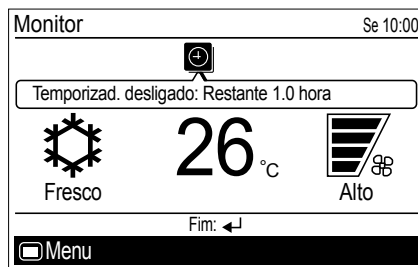 Monitor
Se 10:00
Temporizad. desligado: Restante 1.0 hora
26 °C
Fresco
Alto
Fim:
Menu